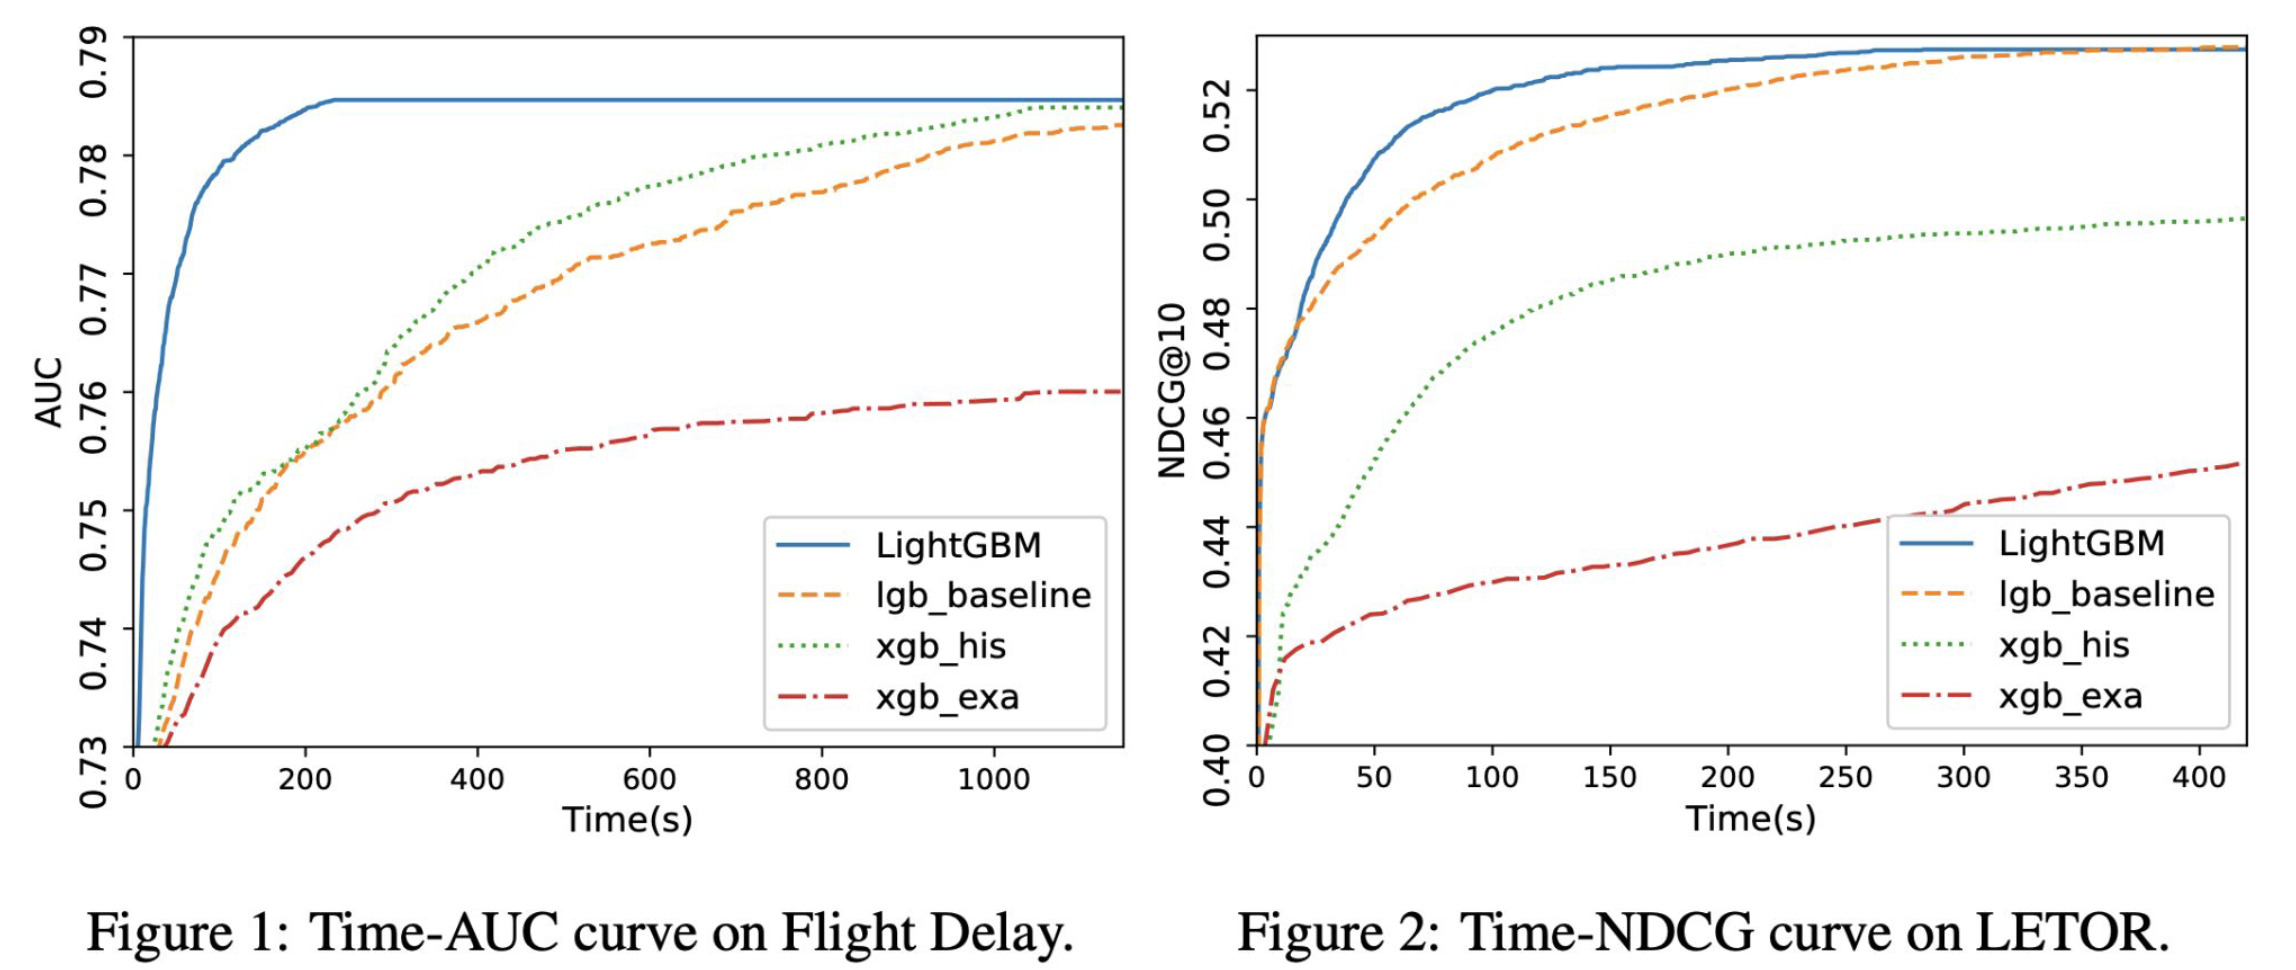 0.79
0.78
0.77
0.76
0.75
0.74
0.73
AUC
0 200 400 600 800 1000
Time(s)
LightGBM
lgb_baseline
xgb_his
xgb_exa
Figure 1: Time-AUC curve on Flight Delay.
0.52
0.50
0.48
0.46
0.44
0.42
0.40
NDCG@10
0 50 100 150 200 250 300 350 400
Time(s)
LightGBM
lgb_baseline
xgb_his
xgb_exa
Figure 2: Time-NDCG curve on LETOR.